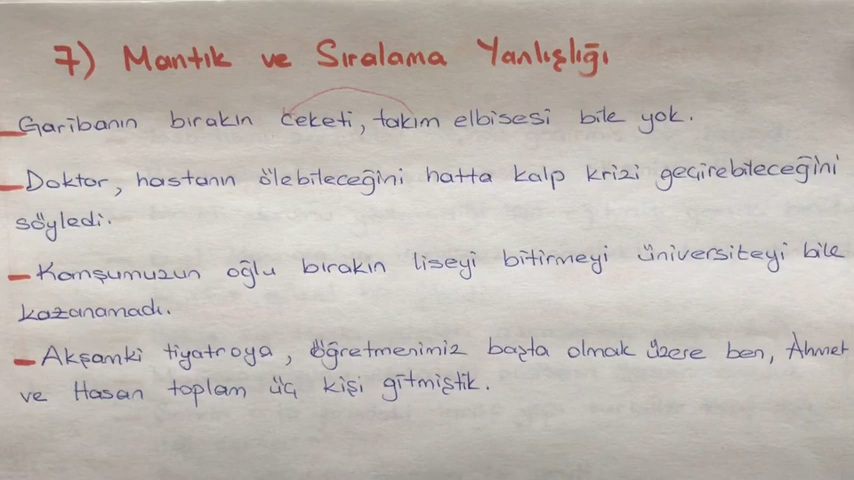 7) Mantık ve Sıralama Yanlışlığı
Garibanın bırakın ceketi, takım elbisesi bile yok.
Doktor, hastanın ölebileceğini hatta kalp krizi geçirebileceğini
söyledi.
Komşumuzun oğlu bırakın liseyi bitirmeyi üniversiteyi bile
kazanamadı.
Akşamki tiyatroya, öğretmenimiz başta olmak üzere ben, Ahmet
ve Hasan toplam üç kişi gitmiştik.